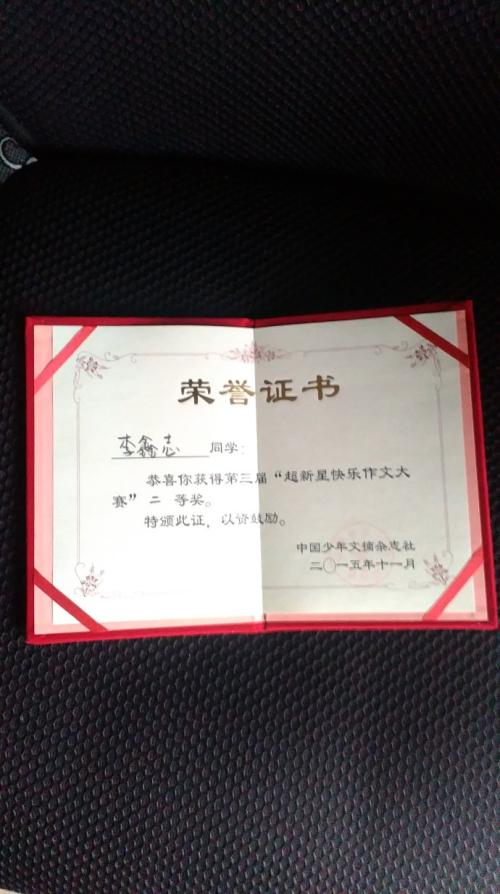 荣誉证书
李鑫志 同学：
恭喜你获得第三届“超新星快乐作文大
赛” 二 等奖。
特颁此证，以资鼓励。
中国少年文摘杂志社
二〇一五年十一月